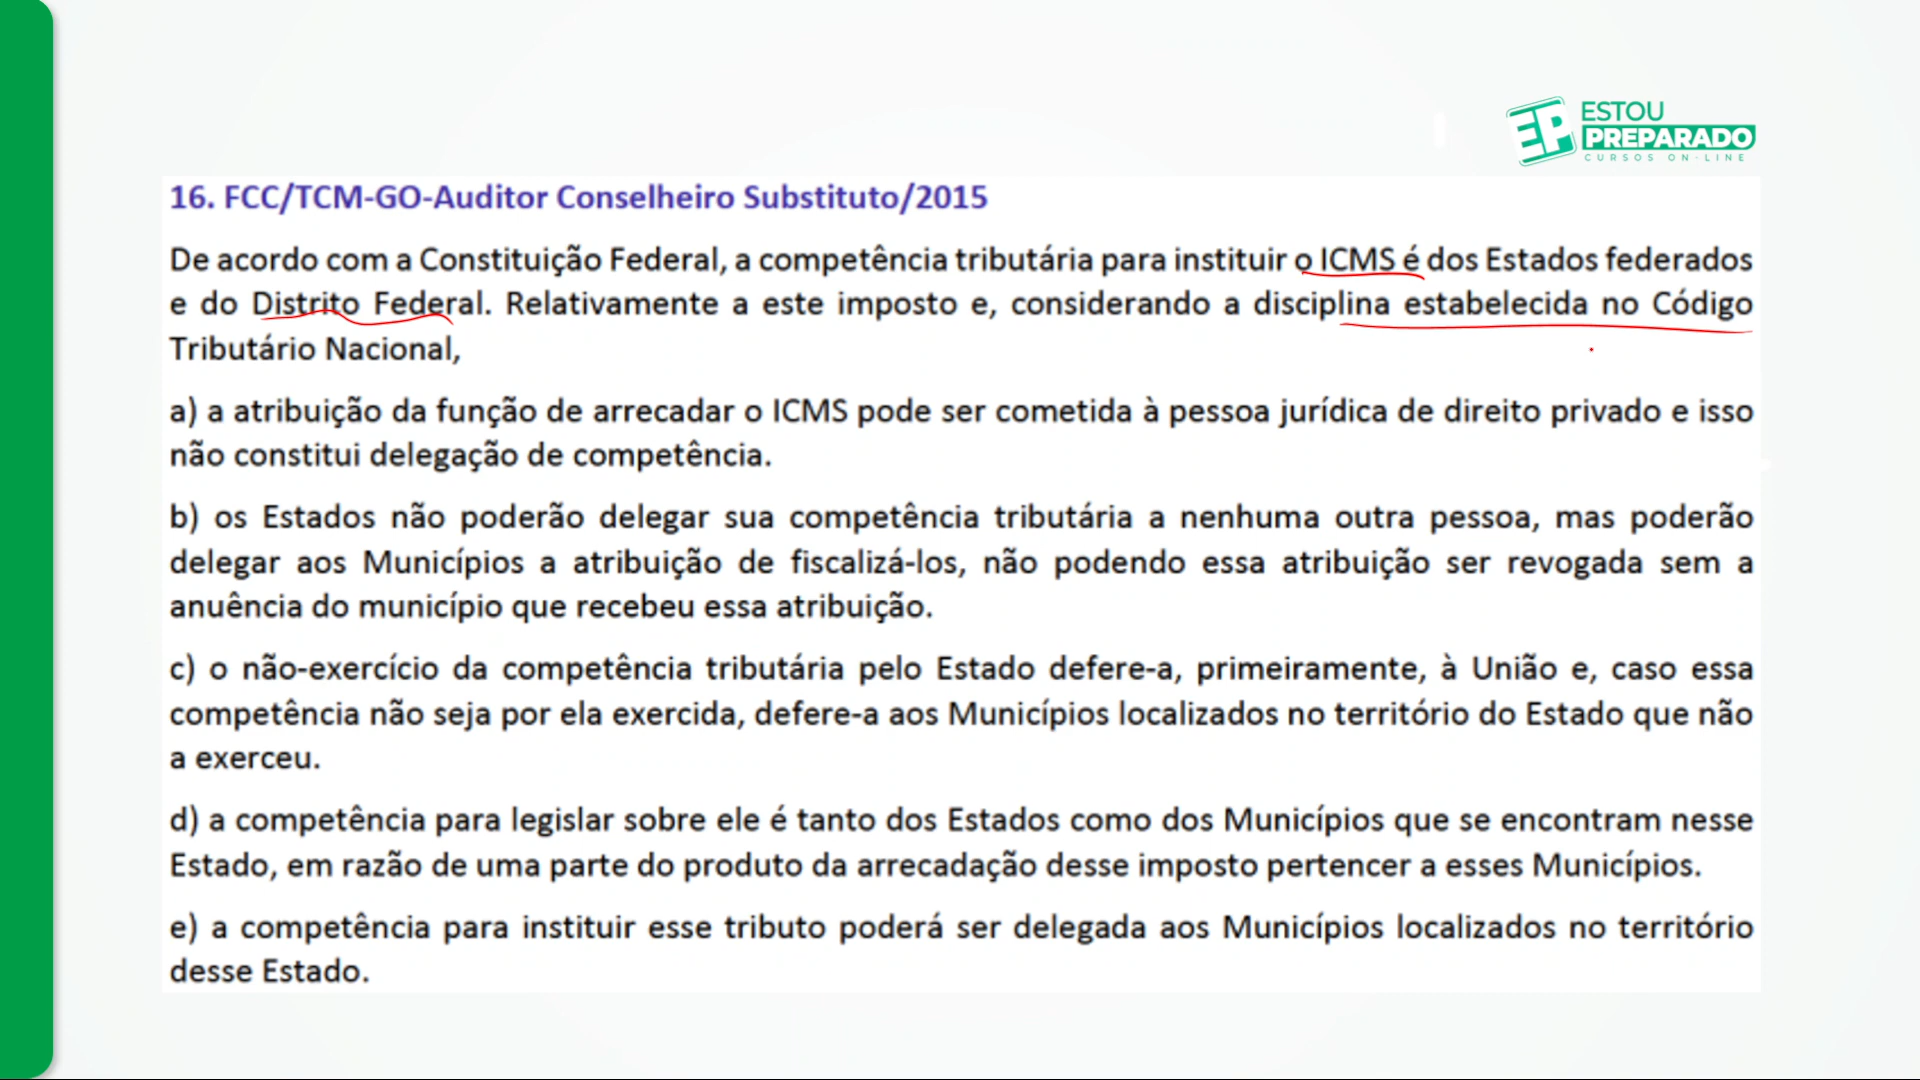 EP ESTOU
PREPARADO
CURSOS ON-LINE
16. FCC/TCM-GO-Auditor Conselheiro Substituto/2015
De acordo com a Constituição Federal, a competência tributária para instituir o ICMS é dos Estados federados
e do Distrito Federal. Relativamente a este imposto e, considerando a disciplina estabelecida no Código
Tributário Nacional,
a) a atribuição da função de arrecadar o ICMS pode ser cometida à pessoa jurídica de direito privado e isso
não constitui delegação de competência.
b) os Estados não poderão delegar sua competência tributária a nenhuma outra pessoa, mas poderão
delegar aos Municípios a atribuição de fiscalizá-los, não podendo essa atribuição ser revogada sem a
anuência do município que recebeu essa atribuição.
c) o não-exercício da competência tributária pelo Estado defere-a, primeiramente, à União e, caso essa
competência não seja por ela exercida, defere-a aos Municípios localizados no território do Estado que não
a exerceu.
d) a competência para legislar sobre ele é tanto dos Estados como dos Municípios que se encontram nesse
Estado, em razão de uma parte do produto da arrecadação desse imposto pertencer a esses Municípios.
e) a competência para instituir esse tributo poderá ser delegada aos Municípios localizados no território
desse Estado.